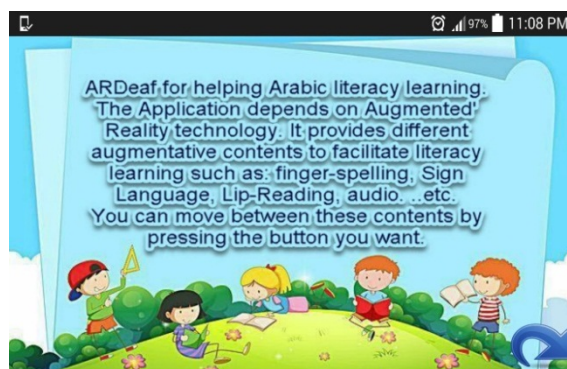 97% 11:08 PM
ARDeaf for helping Arabic literacy learning.
The Application depends on Augmented'
Reality technology. It provides different
augmentative contents to facilitate literacy
learning such as: finger-spelling, Sign
Language, Lip-Reading, audio. ..etc.
You can move between these contents by
pressing the button you want.